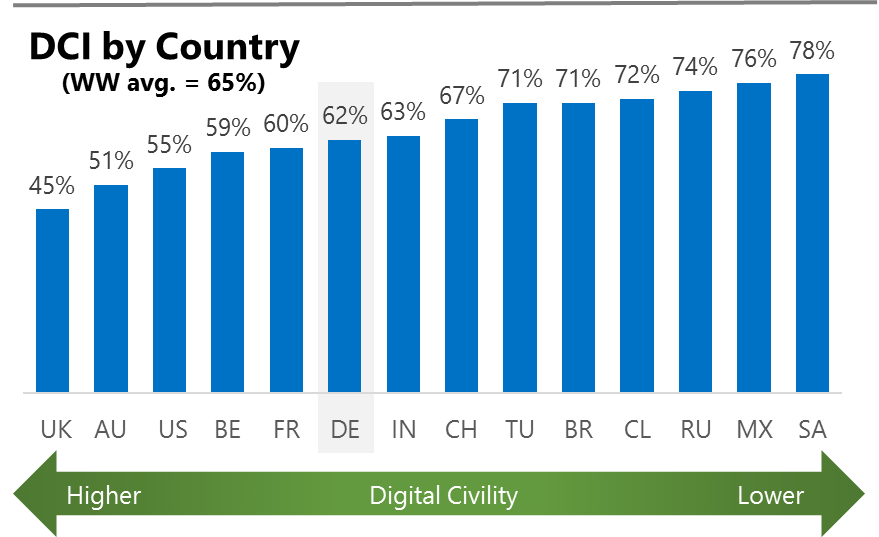 DCI by Country
(WW avg. = 65%)
45% 51% 55% 59% 60% 62% 63% 67% 71% 71% 72% 74% 76% 78%
UK AU US BE FR DE IN CH TU BR CL RU MX SA
Higher Digital Civility Lower